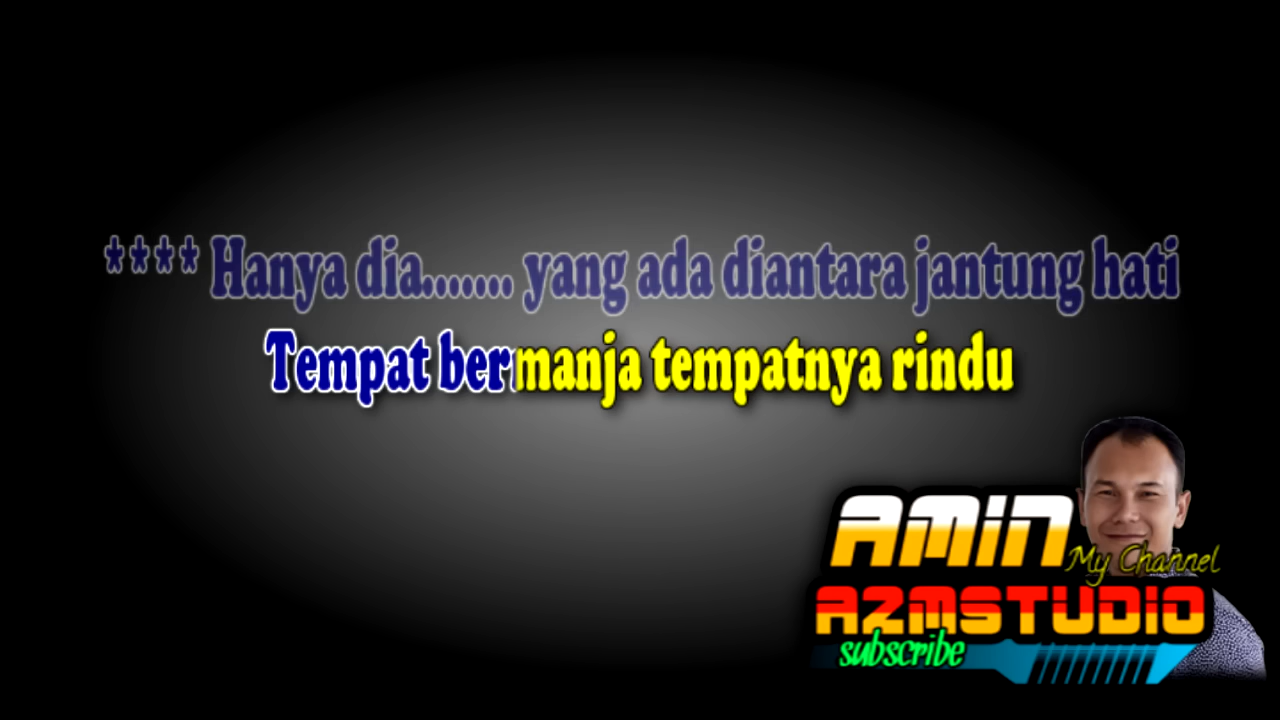 **** Hanya dia....... yang ada diantara jantung hati
Tempat bermanja tempatnya rindu
AMiN
My Channel
AZMSTUDiO
subscribe